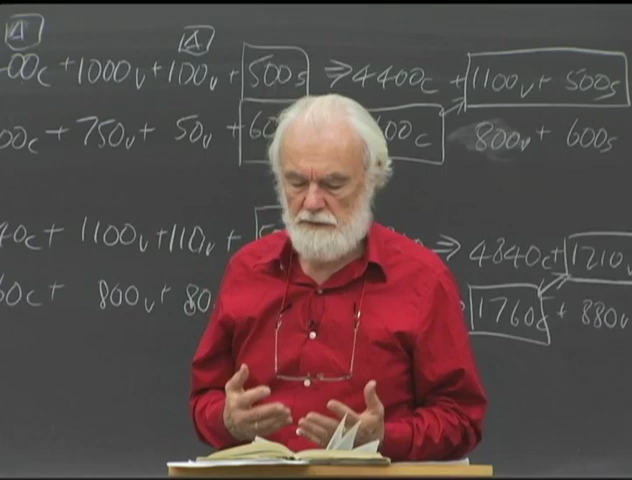 A A
00c + 1000v + 100v + 500s ⇒ 4400c + 1100v + 500s
00c + 750v + 50v + 60 00c 800v + 600s
40c + 1100v + 110v + ⇒ 4840c + 1210v
60c + 800v + 80 1760c + 880v